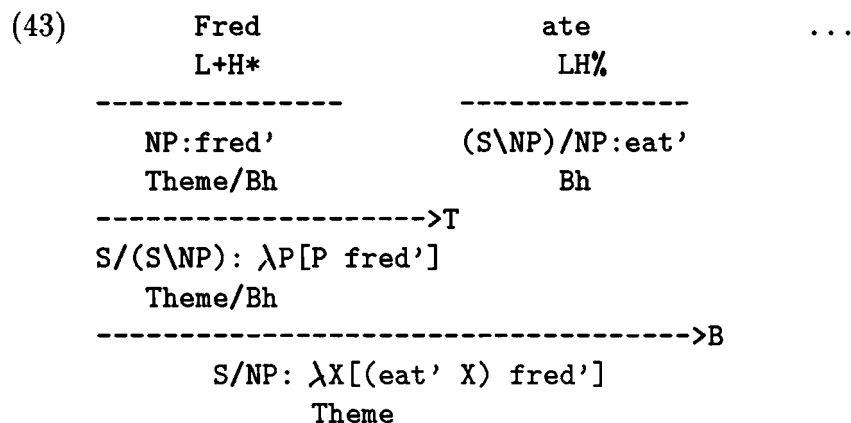 (43) Fred ate ...
L+H* LH%
--------------- --------------
NP:fred' (S\NP)/NP:eat'
Theme/Bh Bh
--------------------->T
S/(S\NP): λP[P fred']
Theme/Bh
-------------------------------------->B
S/NP: λX[(eat' X) fred']
Theme